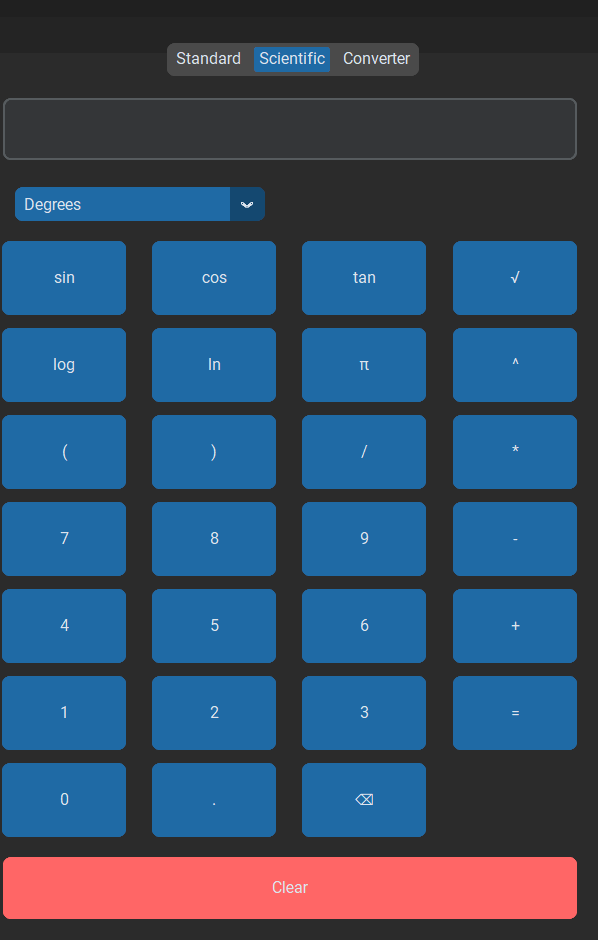 Standard Scientific Converter
Degrees
sin cos tan √
log ln π ^
( ) / *
7 8 9 -
4 5 6 +
1 2 3 =
0 . ⌫
Clear